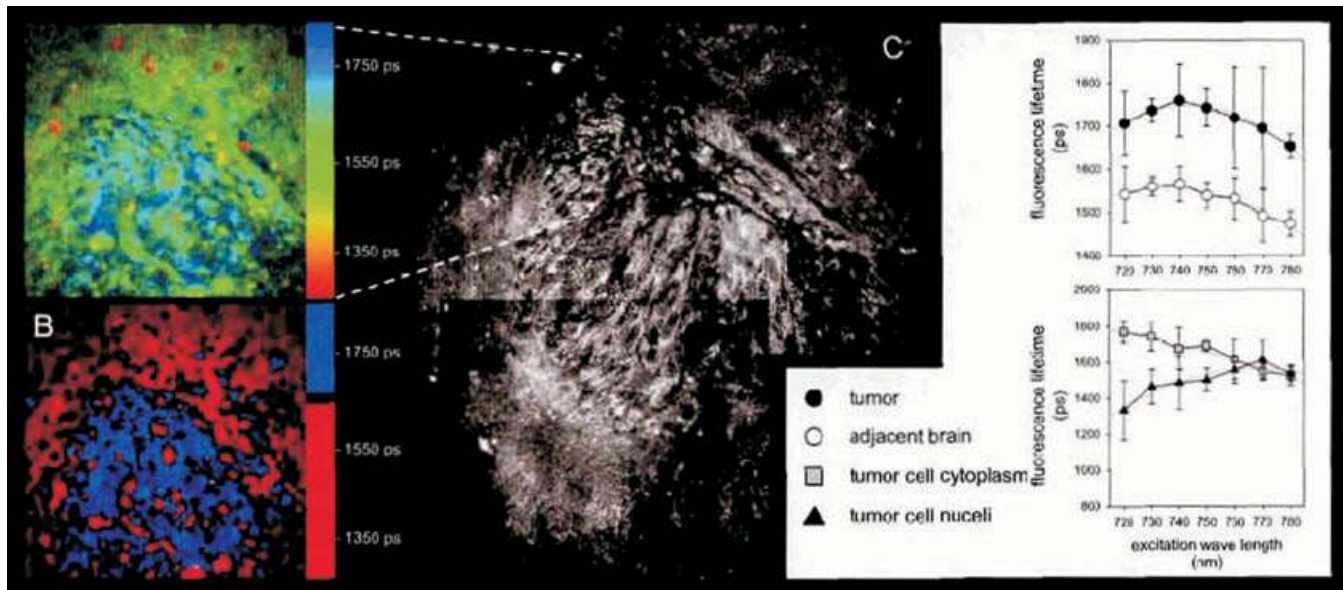 1750 ps
1550 ps
1350 ps
B
1750 ps
1550 ps
1350 ps
C
tumor
adjacent brain
tumor cell cytoplasm
tumor cell nuceli
fluorescence lifetime
(ps)
1900
1800
1700
1600
1500
1400
720 730 740 750 760 770 780
fluorescence lifetime
(ps)
2000
1800
1600
1400
1000
800
720 730 740 750 760 770 780
excitation wave length
(nm)